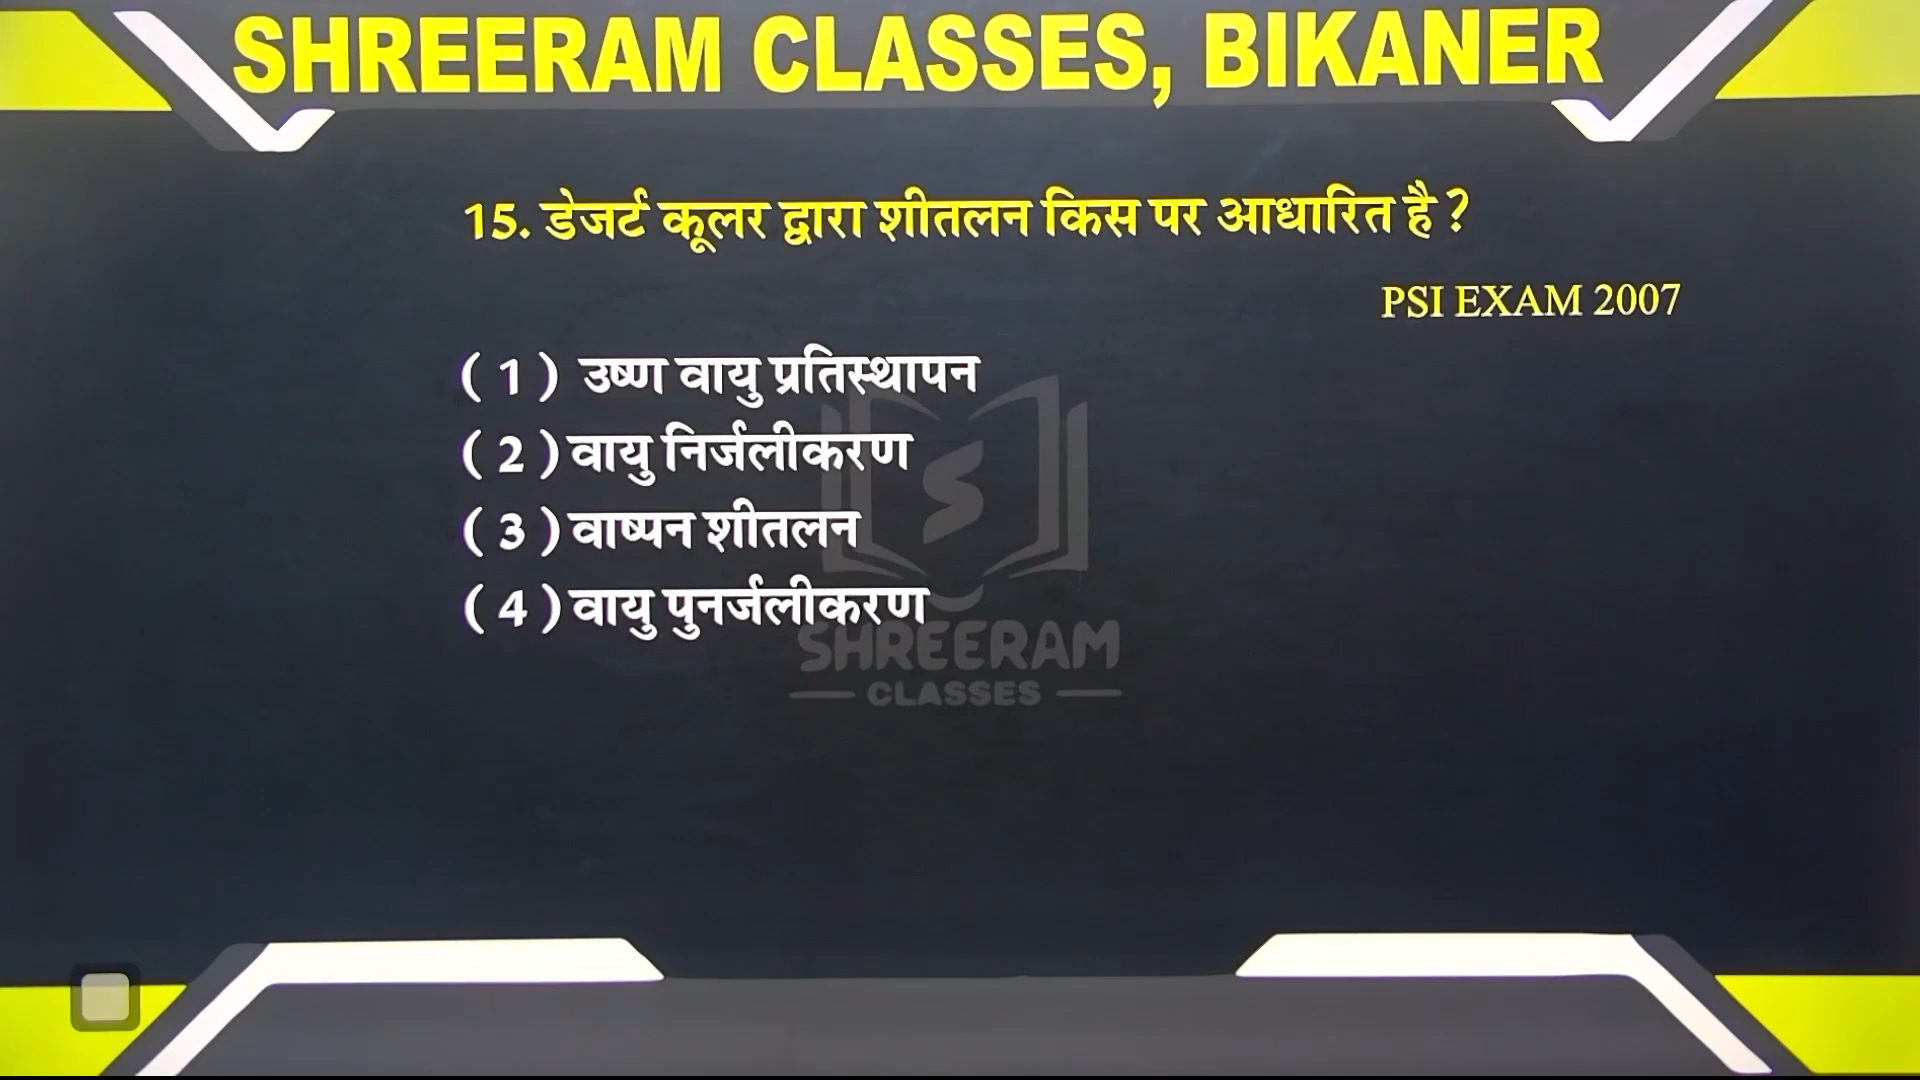 SHREERAM CLASSES, BIKANER
15. डेजर्ट कूलर द्वारा शीतलन किस पर आधारित है ?
PSI EXAM 2007
( 1 ) उष्ण वायु प्रतिस्थापन
( 2 ) वायु निर्जलीकरण
( 3 ) वाष्पन शीतलन
( 4 ) वायु पुनर्जलीकरण
S
SHREERAM
CLASSES